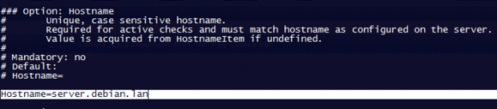 ### Option: Hostname
# Unique, case sensitive hostname.
# Required for active checks and must match hostname as configured on the server.
# Value is acquired from HostnameItem if undefined.
#
# Mandatory: no
# Default:
# Hostname=
Hostname=server.debian.lan